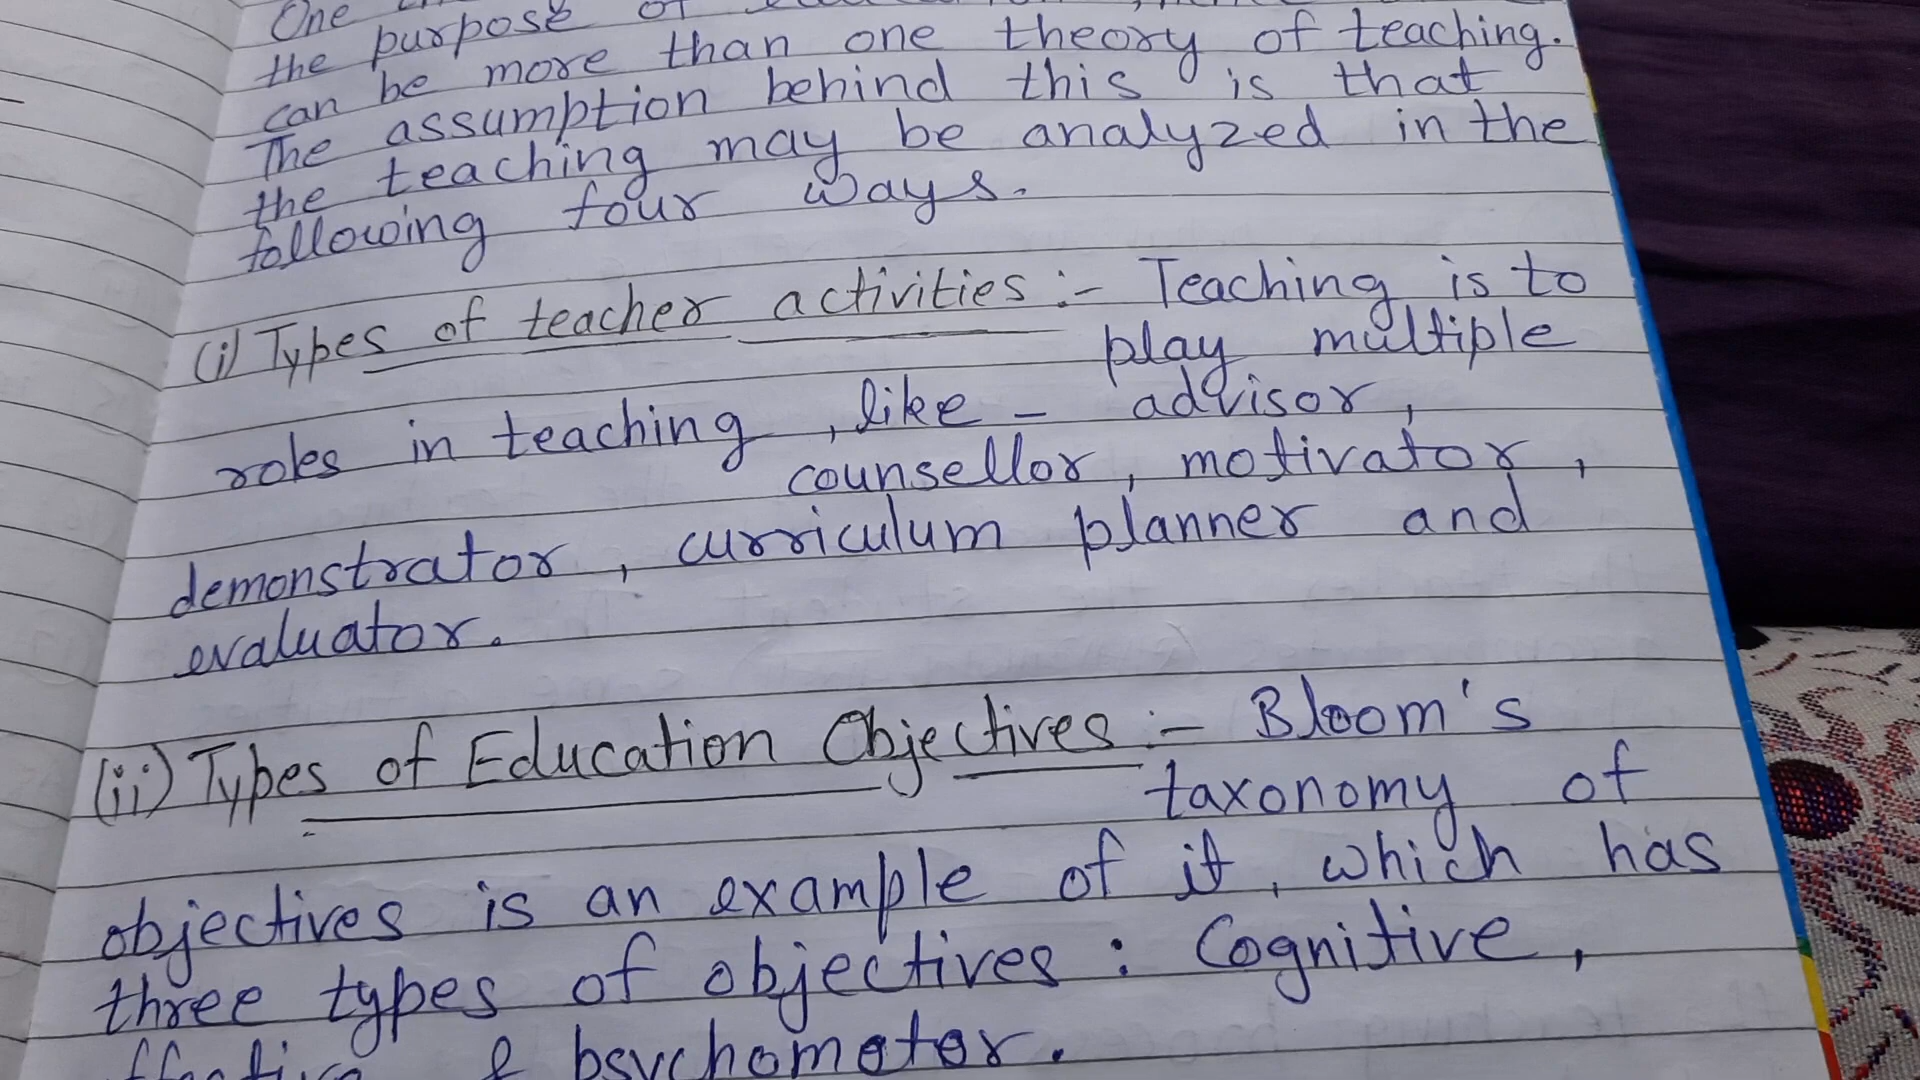 One
the purpose of
can be more than one theory of teaching.
The assumption behind this is that
the teaching may be analyzed in the
following four ways.
(i) Types of teacher activities :- Teaching is to
play multiple
roles in teaching, like - advisor,
counsellor, motivator,
demonstrator, curriculum planner and
evaluator.
(ii) Types of Education Objectives :- Bloom's
taxonomy of
objectives is an example of it, which has
three types of objectives : Cognitive,
& psychomotor.